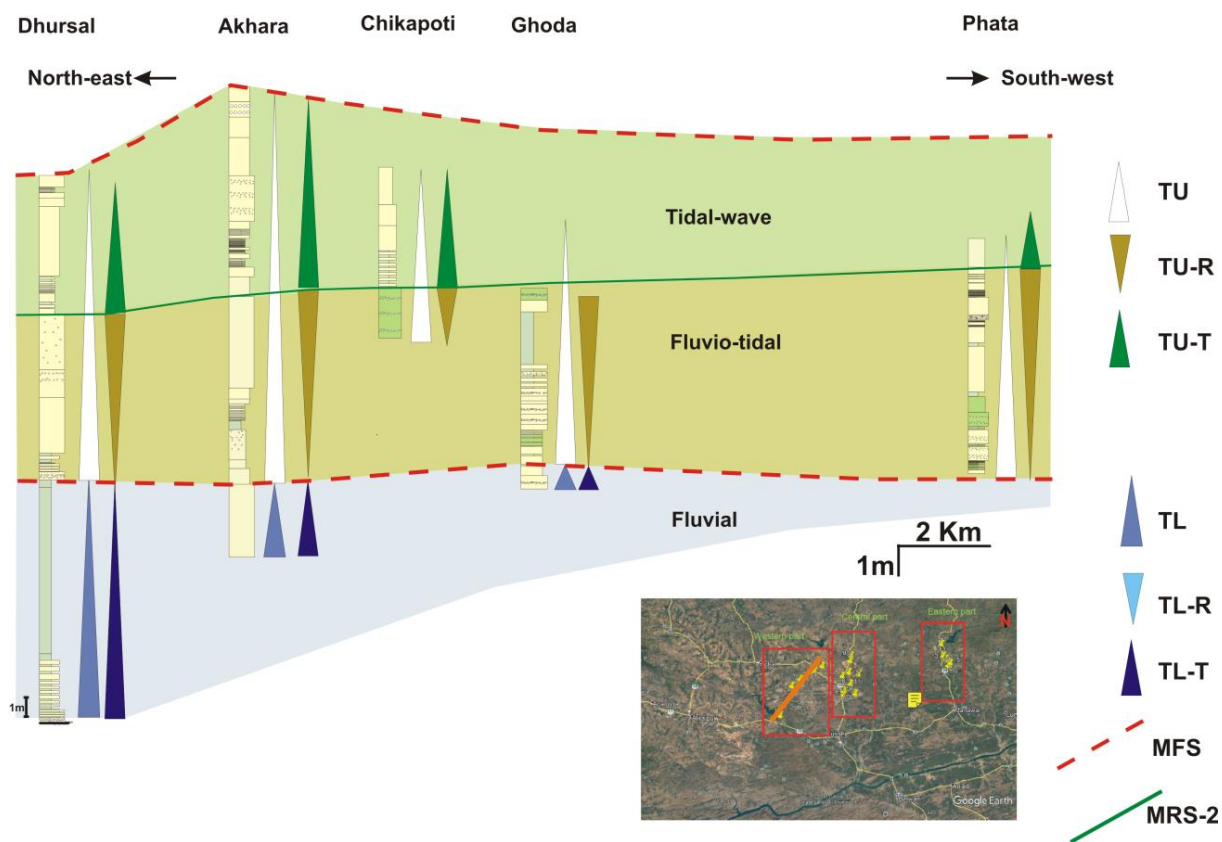 Dhursal
Akhara
Chikapoti
Ghoda
Phata
North-east
South-west
Tidal-wave
TU
TU-R
Fluvio-tidal
TU-T
Fluvial
TL
2 Km
1m
TL-R
Western part
Central part
Eastern part
N
TL-T
1m
MFS
Google Earth
MRS-2